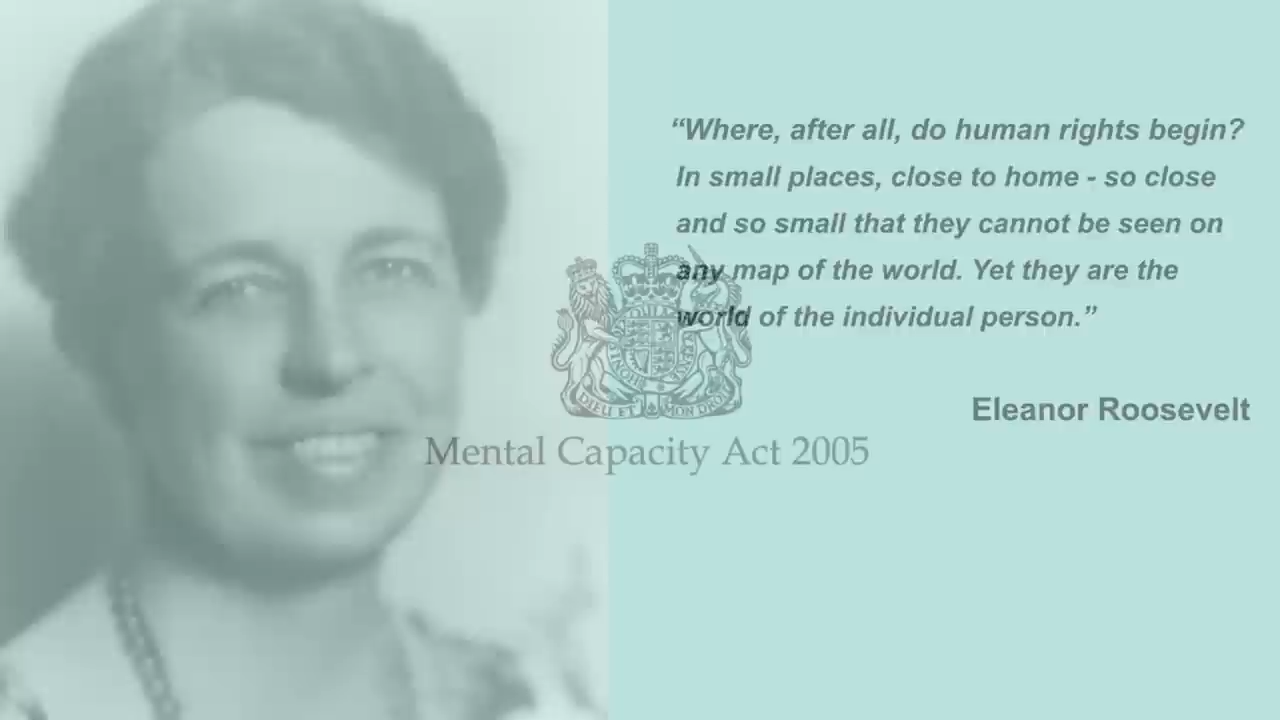 “Where, after all, do human rights begin?
In small places, close to home - so close
and so small that they cannot be seen on
any map of the world. Yet they are the
world of the individual person.”
Eleanor Roosevelt
DIEU ET MON DROIT
Mental Capacity Act 2005